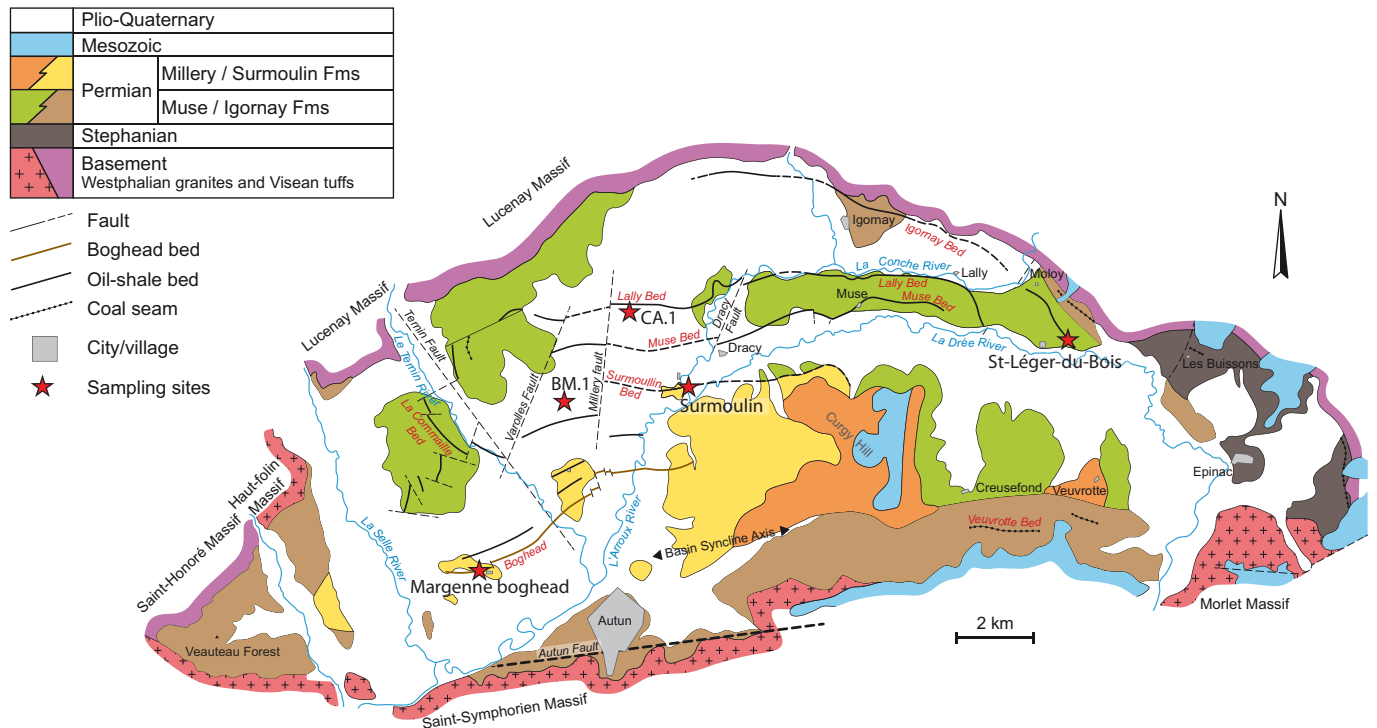 Plio-Quaternary
Mesozoic
Permian
Millery / Surmoulin Fms
Muse / Igornay Fms
Stephanian
Basement
Westphalian granites and Visean tuffs
Fault
Boghead bed
Oil-shale bed
Coal seam
City/village
Sampling sites
N
Lucenay Massif
Igornay
Igornay Bed
La Conche River
Lally
Moloy
Lally Bed
Muse
Muse Bed
Lally Bed
CA.1
Dracy
Fault
Lucenay Massif
Ternin Fault
Le Ternin River
Muse Bed
Dracy
La Drée River
St-Léger-du-Bois
Les Buissons
BM.1
Millery fault
Surmoullin
Bed
Surmoulin
Varolles Fault
La Commaille
Bed
Curgy
Hill
Epinac
Haut-folin
Massif
Saint-Honoré Massif
La Selle River
L'Arroux River
Creusefond
Veuvrotte
Veuvrotte Bed
Basin Syncline Axis
Boghead
Margenne boghead
Morlet Massif
2 km
Autun
Autun Fault
Veauteau Forest
Saint-Symphorien Massif